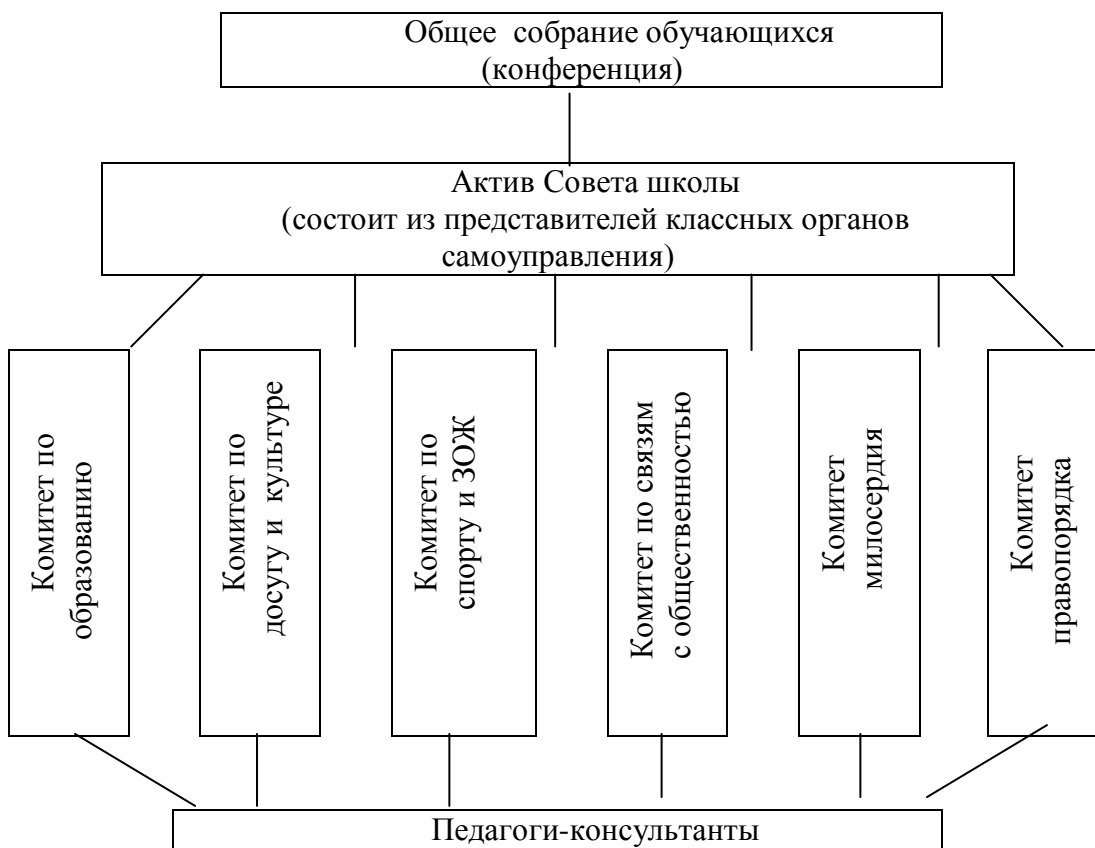 Общее собрание обучающихся
(конференция)
Актив Совета школы
(состоит из представителей классных органов
самоуправления)
Комитет по
образованию
Комитет по
досугу и культуре
Комитет по
спорту и ЗОЖ
Комитет по связям
с общественностью
Комитет
милосердия
Комитет
правопорядка
Педагоги-консультанты